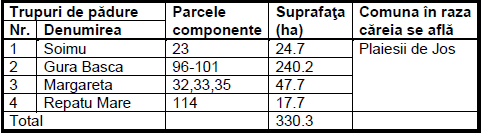 Trupuri de pădure Parcele componente Suprafaţa (ha) Comuna în raza căreia se află
Nr. Denumirea
1 Soimu 23 24.7 Plaiesii de Jos
2 Gura Basca 96-101 240.2
3 Margareta 32,33,35 47.7
4 Repatu Mare 114 17.7
Total 330.3